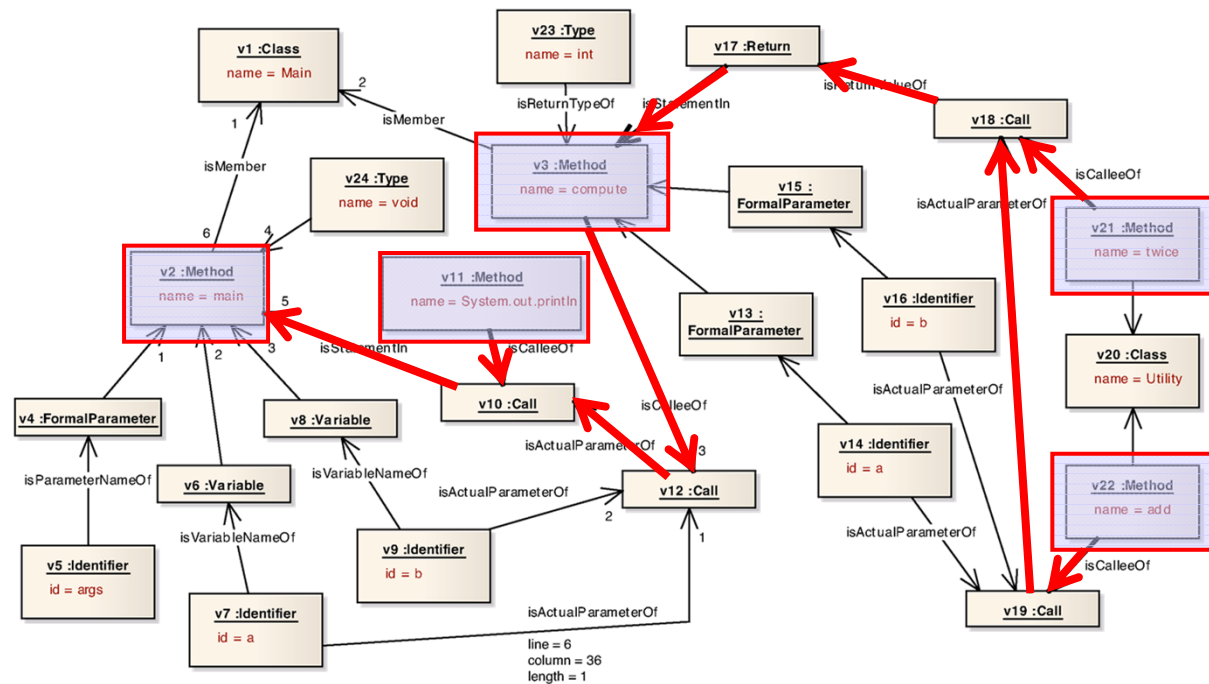 v23 :Type
name = int
v1 :Class
name = Main
v17 :Return
2
isReturnTypeOf
isStatementIn
isReturnValueOf
v18 :Call
1
isMember
isMember
v3 :Method
name = compute
v24 :Type
name = void
v15 :
FormalParameter
isCalleeOf
isActualParameterOf
v21 :Method
name = twice
6
4
v2 :Method
name = main
v11 :Method
name = System.out.println
5
v16 :Identifier
id = b
v13 :
FormalParameter
1
2
3
isStatementIn
isCalleeOf
v20 :Class
name = Utility
isActualParameterOf
v4 :FormalParameter
v8 :Variable
v10 :Call
isCalleeOf
v14 :Identifier
id = a
isActualParameterOf
3
isParameterNameOf
v6 :Variable
isVariableNameOf
isActualParameterOf
v12 :Call
2
1
v22 :Method
name = add
isVariableNameOf
isActualParameterOf
v5 :Identifier
id = args
v9 :Identifier
id = b
isCalleeOf
v7 :Identifier
id = a
isActualParameterOf
v19 :Call
line = 6
column = 36
length = 1